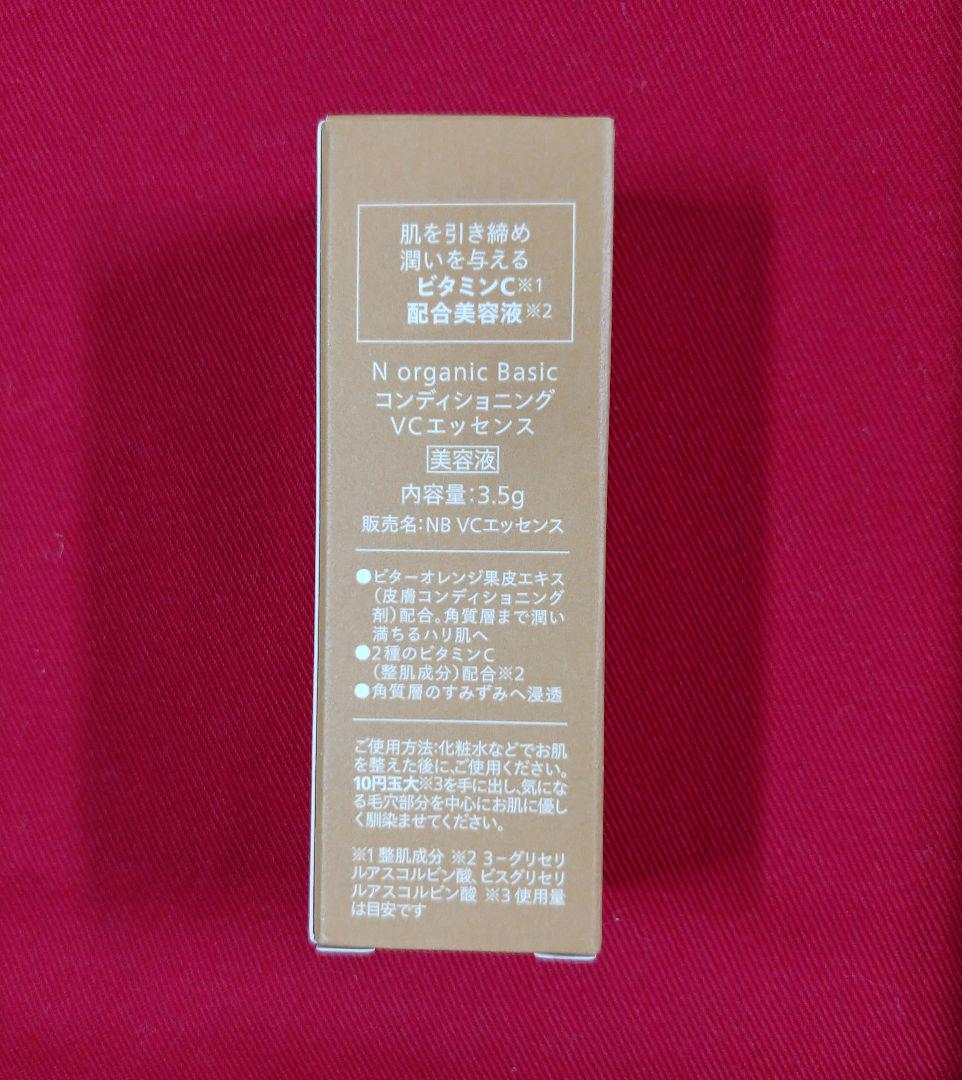 肌を引き締め
潤いを与える
ビタミンC※1
配合美容液※2
N organic Basic
コンディショニング
VCエッセンス
美容液
内容量:3.5g
販売名:NB VCエッセンス
●ビターオレンジ果皮エキス
(皮膚コンディショニング
剤)配合。角質層まで潤い
満ちるハリ肌へ
●2種のビタミンC
(整肌成分)配合※2
●角質層のすみずみへ浸透
ご使用方法:化粧水などでお肌
を整えた後に、ご使用ください。
10円玉大※3を手に出し、気にな
る毛穴部分を中心にお肌に優し
く馴染ませてください。
※1 整肌成分 ※2 3-グリセリ
ルアスコルビン酸、ビスグリセリ
ルアスコルビン酸 ※3 使用量
は目安です